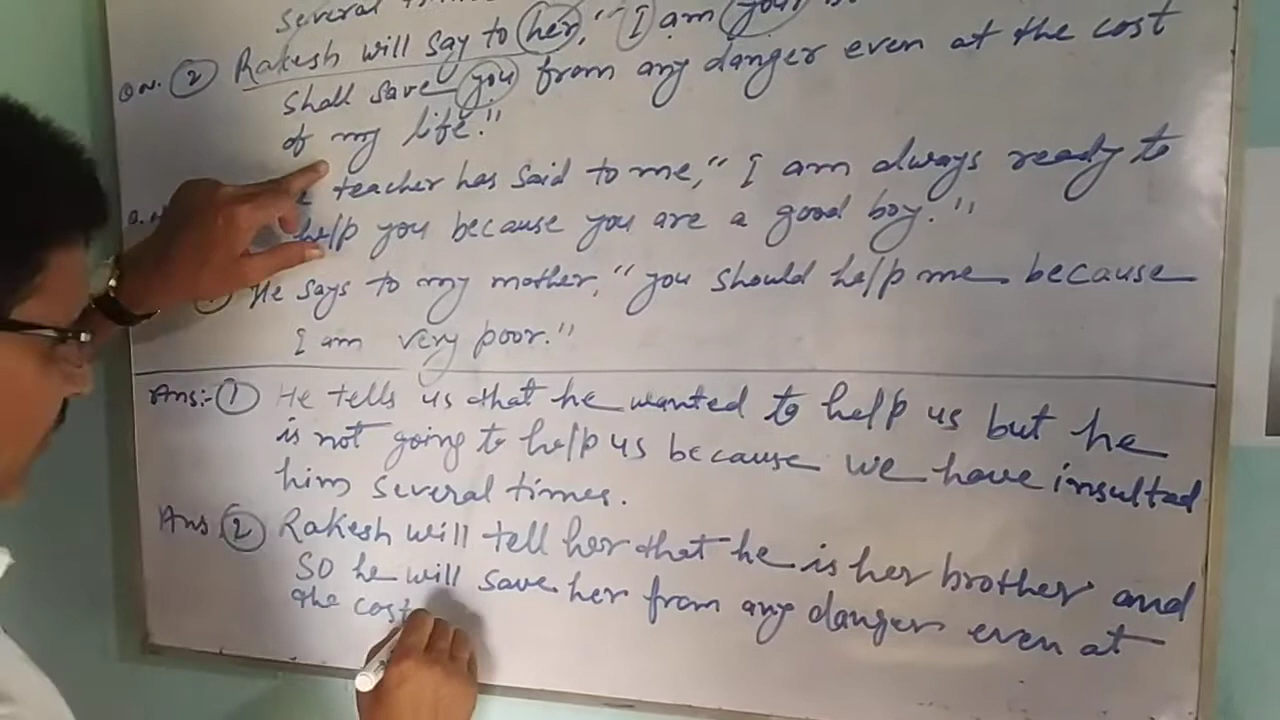 several
Qn. 2 Rakesh will say to her, "I am your
shall save you from any danger even at the cost
of my life."
teacher has said to me, "I am always ready to
help you because you are a good boy."
He says to my mother, "you should help me because
I am very poor."
Ans:- 1 He tells us that he wanted to help us but he
is not going to help us because we have insulted
him several times.
Ans 2 Rakesh will tell her that he is her brother and
So he will save her from any danger even at
the cost